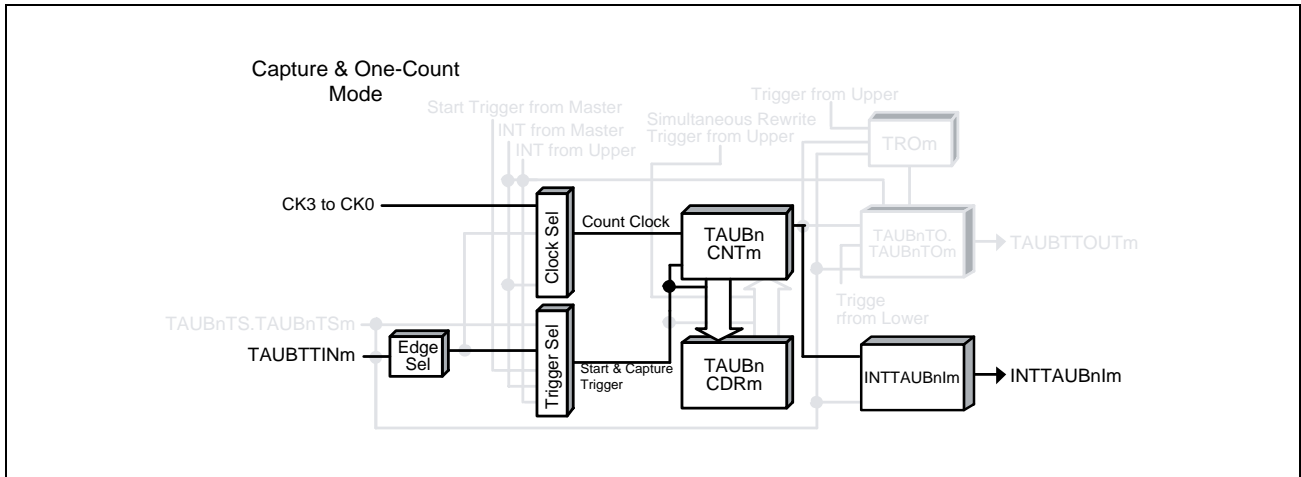 Capture & One-Count
Mode
Start Trigger from Master
INT from Master
INT from Upper
Simultaneous Rewrite
Trigger from Upper
Trigger from Upper
TROm
CK3 to CK0
Clock Sel
Count Clock
TAUBn
CNTm
TAUBnTO.
TAUBnTOm
TAUBTTOUTm
Trigge
rfrom Lower
TAUBnTS.TAUBnTSm
TAUBTTINm
Edge
Sel
Trigger Sel
Start & Capture
Trigger
TAUBn
CDRm
INTTAUBnIm
INTTAUBnIm